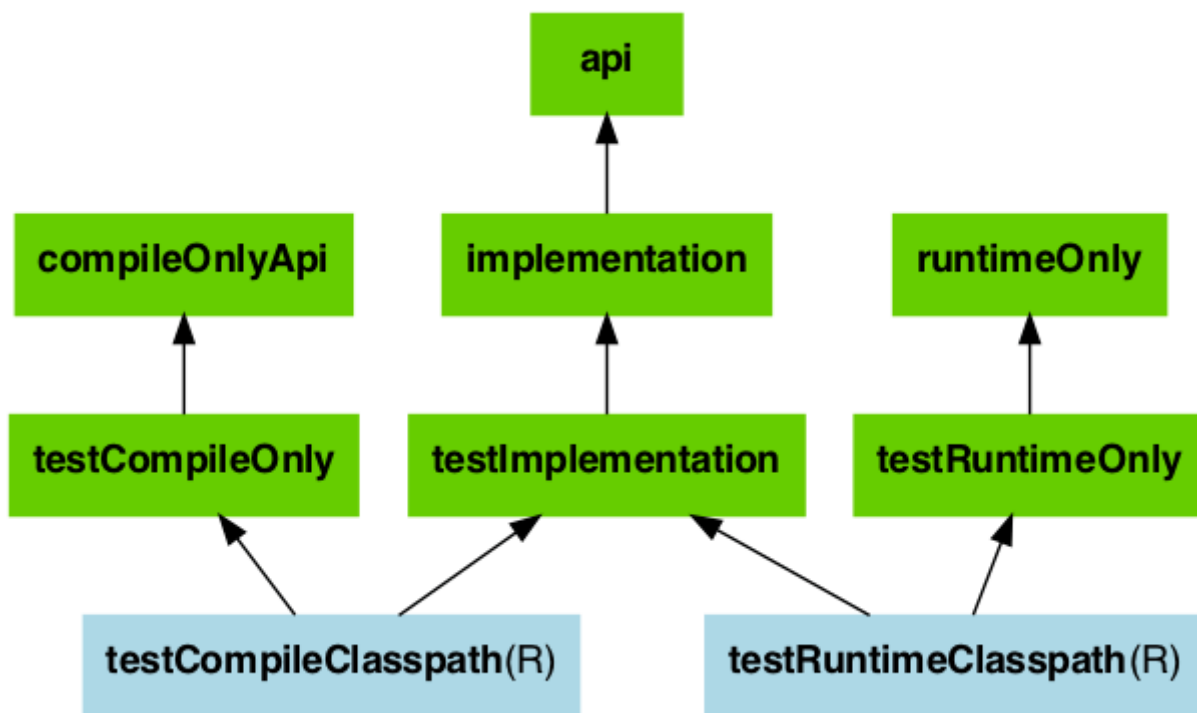 api
compileOnlyApi
implementation
runtimeOnly
testCompileOnly
testImplementation
testRuntimeOnly
testCompileClasspath(R)
testRuntimeClasspath(R)